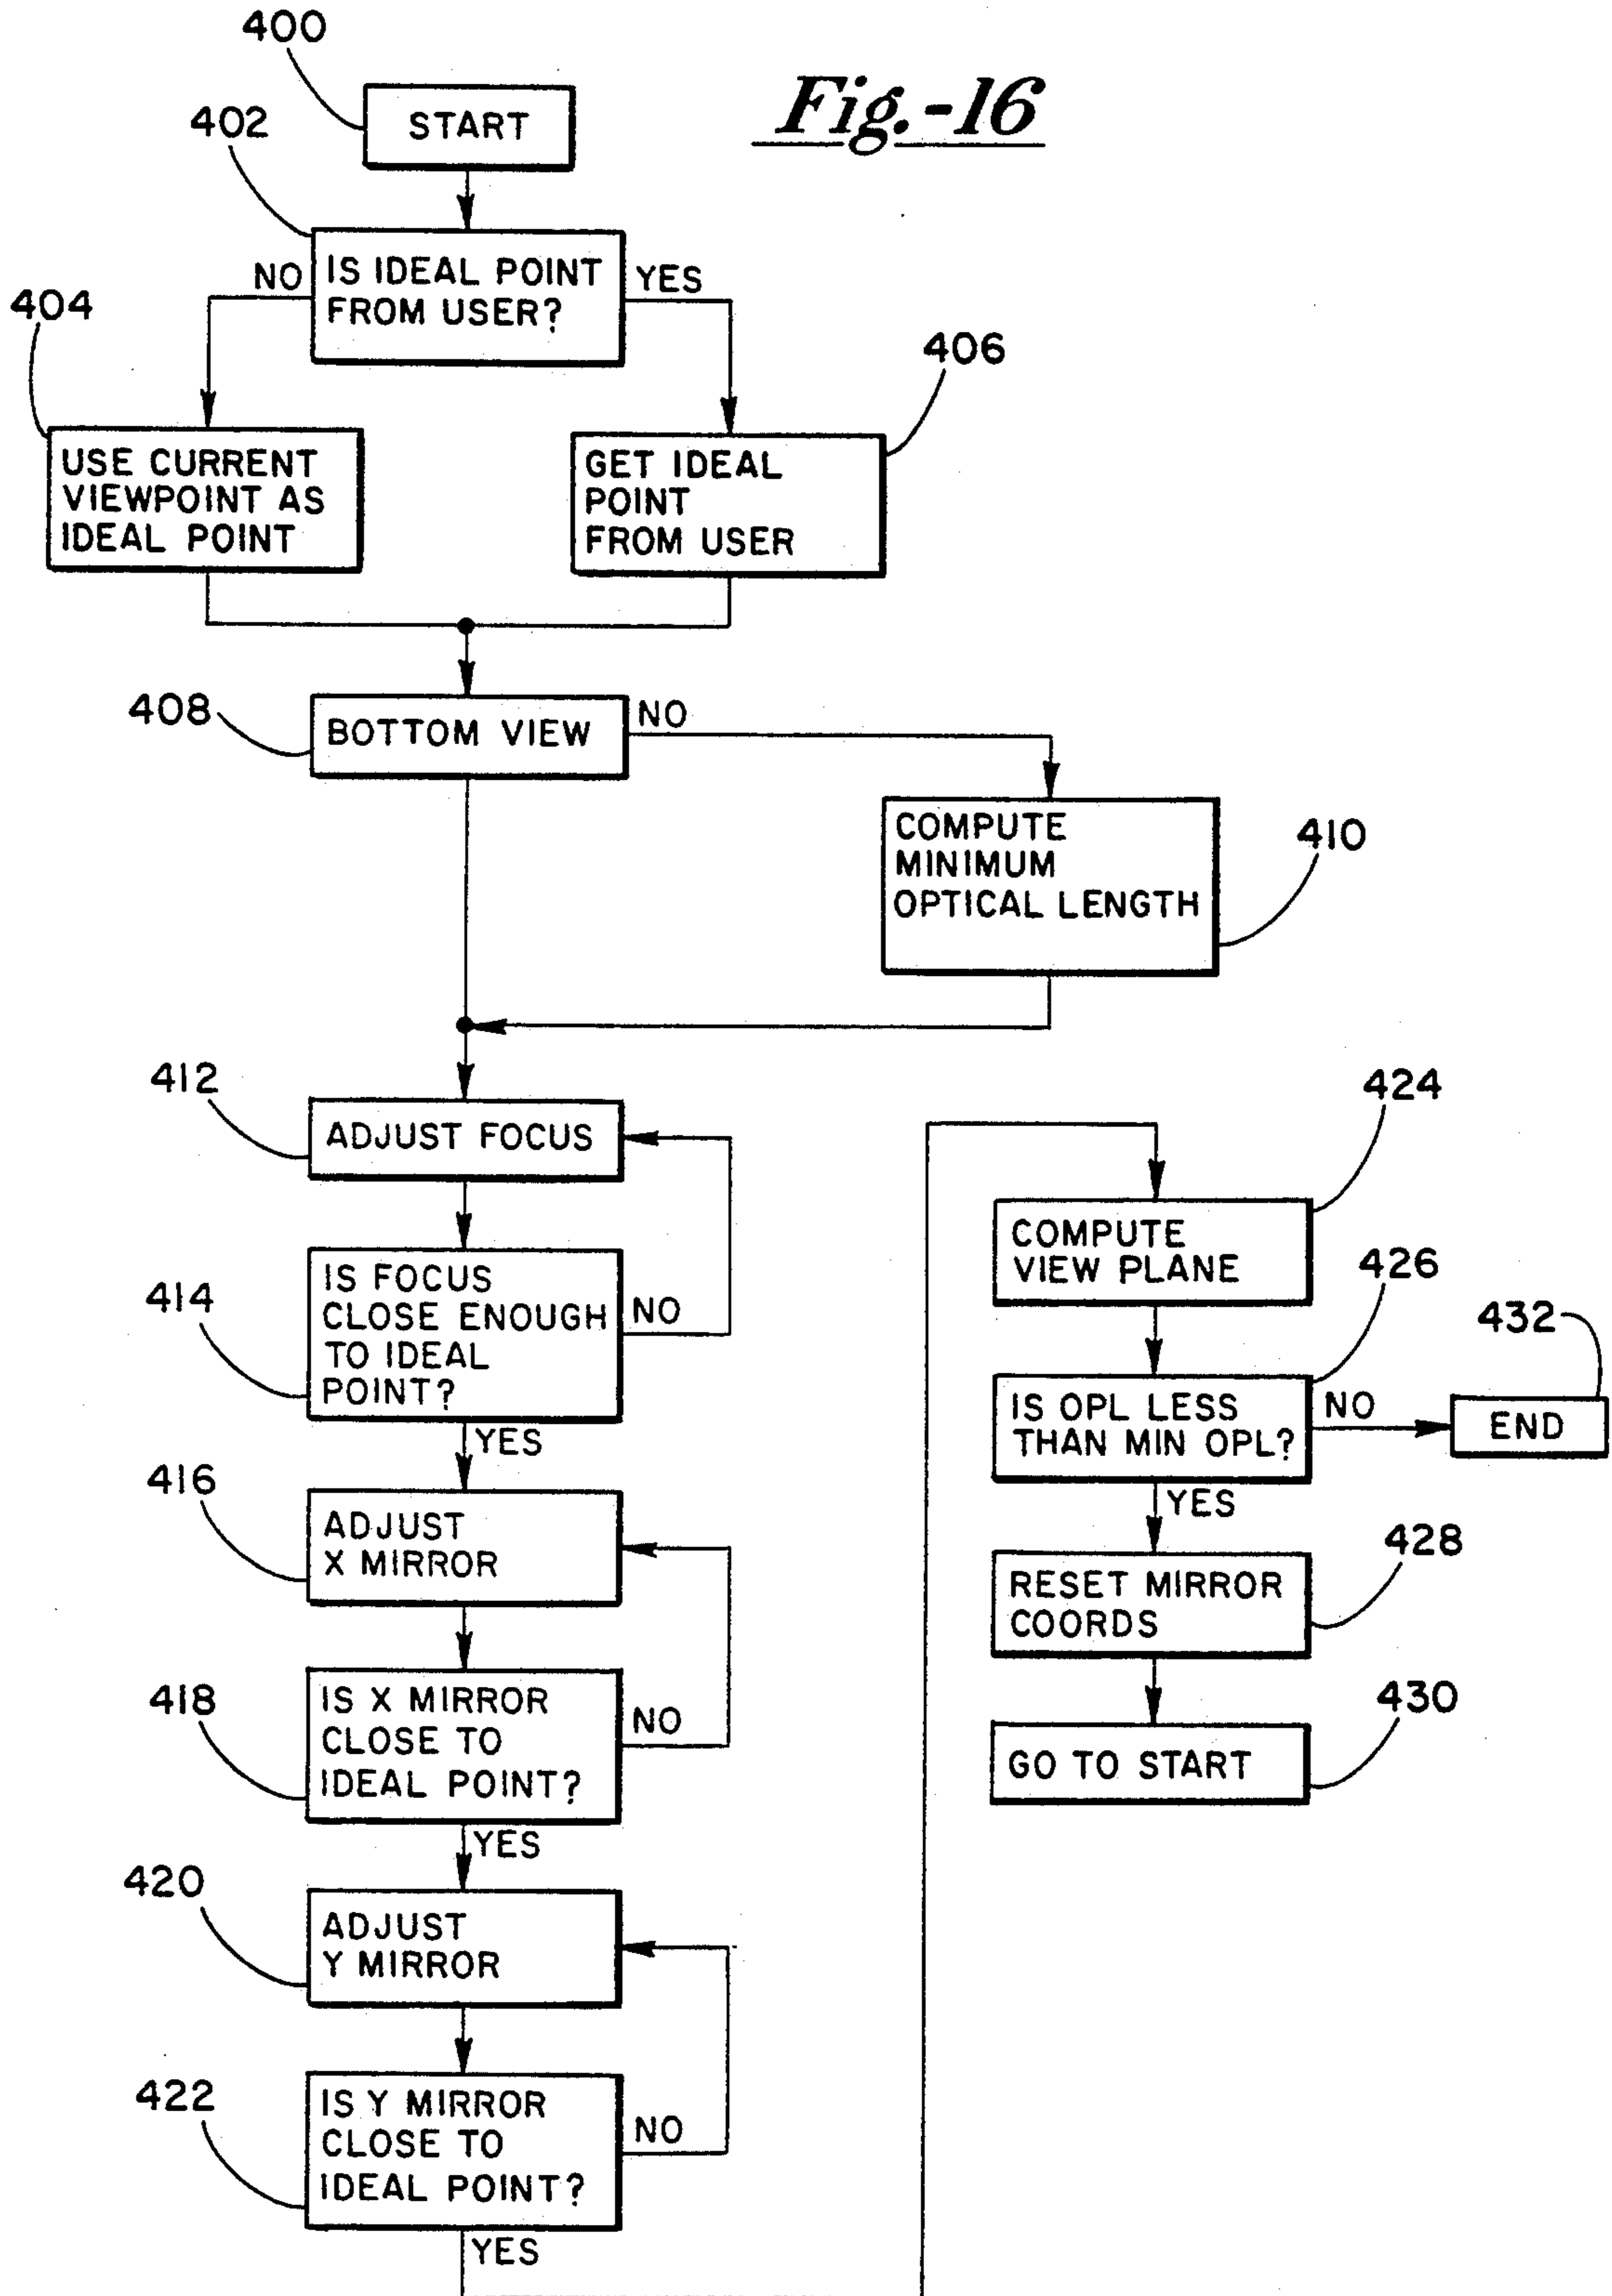 400
START
Fig.-16
402
IS IDEAL POINT
FROM USER?
NO
YES
404
USE CURRENT
VIEWPOINT AS
IDEAL POINT
406
GET IDEAL
POINT
FROM USER
408
BOTTOM VIEW
NO
COMPUTE
MINIMUM
OPTICAL LENGTH
410
412
ADJUST FOCUS
414
IS FOCUS
CLOSE ENOUGH
TO IDEAL
POINT?
NO
YES
416
ADJUST
X MIRROR
418
IS X MIRROR
CLOSE TO
IDEAL POINT?
NO
YES
420
ADJUST
Y MIRROR
422
IS Y MIRROR
CLOSE TO
IDEAL POINT?
NO
YES
424
COMPUTE
VIEW PLANE
426
IS OPL LESS
THAN MIN OPL?
NO
432
END
YES
428
RESET MIRROR
COORDS
430
GO TO START